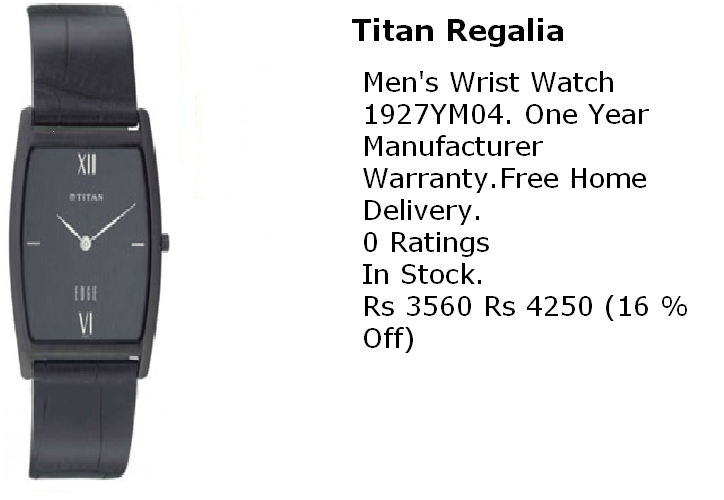 Titan Regalia
Men's Wrist Watch
1927YM04. One Year
Manufacturer
Warranty.Free Home
Delivery.
0 Ratings
In Stock.
Rs 3560 Rs 4250 (16 %
Off)
XII
TITAN
EDGE
VI